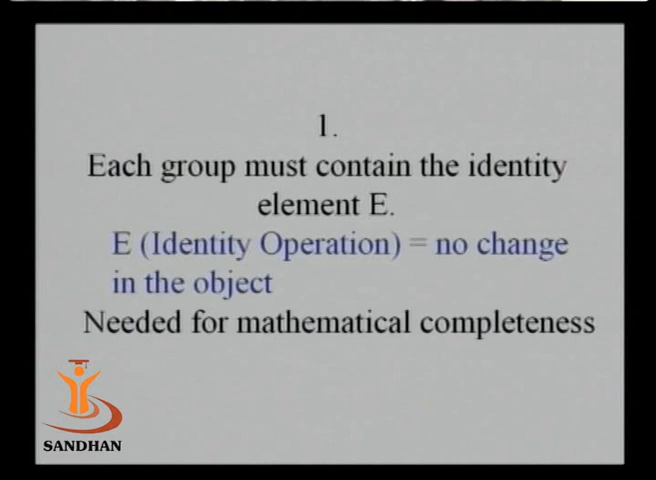 1.
Each group must contain the identity
element E.
E (Identity Operation) = no change
in the object
Needed for mathematical completeness
SANDHAN